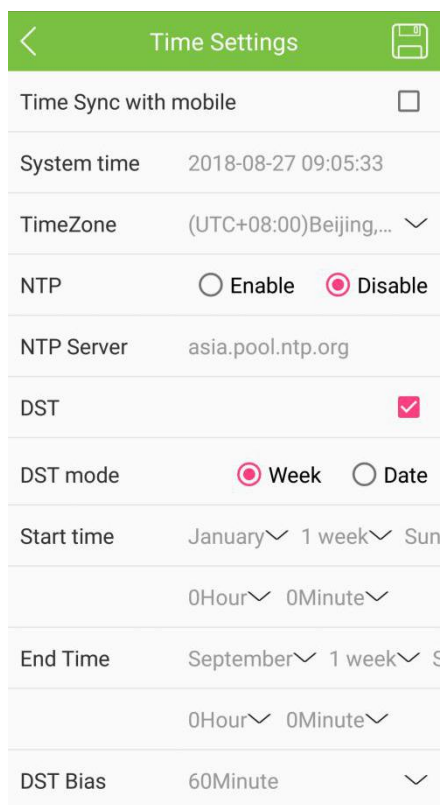 Time Settings
Time Sync with mobile
System time 2018-08-27 09:05:33
TimeZone (UTC+08:00)Beijing,...
NTP Enable Disable
NTP Server asia.pool.ntp.org
DST
DST mode Week Date
Start time January 1 week Sun
0Hour 0Minute
End Time September 1 week S
0Hour 0Minute
DST Bias 60Minute